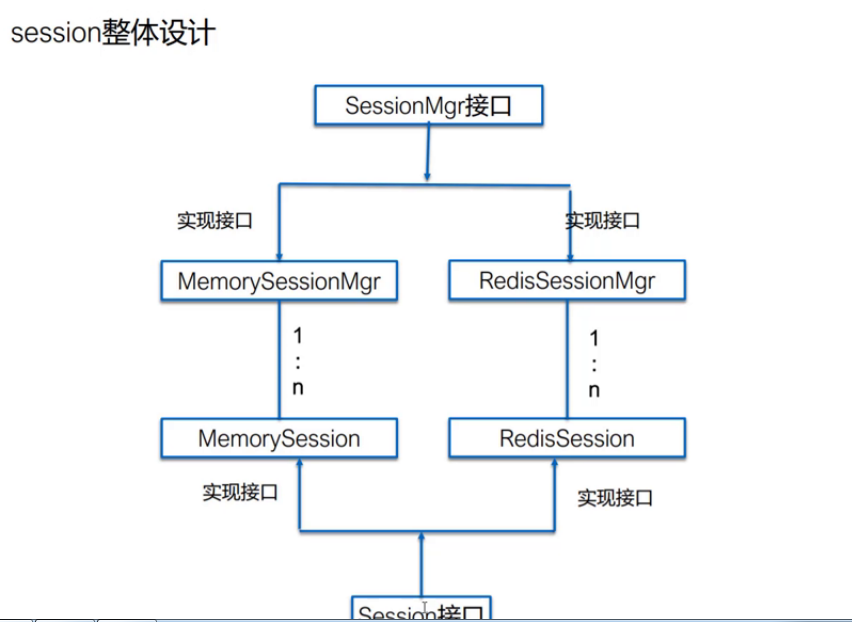 session整体设计
SessionMgr接口
实现接口
实现接口
MemorySessionMgr
RedisSessionMgr
1
:
n
1
:
n
MemorySession
RedisSession
实现接口
实现接口
Session接口